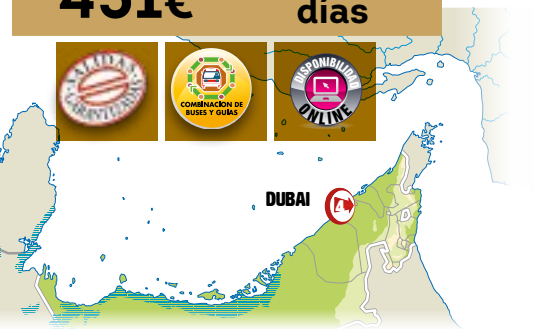 451€
días
SALIDAS
GARANTIZADAS
COMBINACIÓN DE
BUSES Y GUÍAS
DISPONIBILIDAD
ONLINE
DUBAI
4